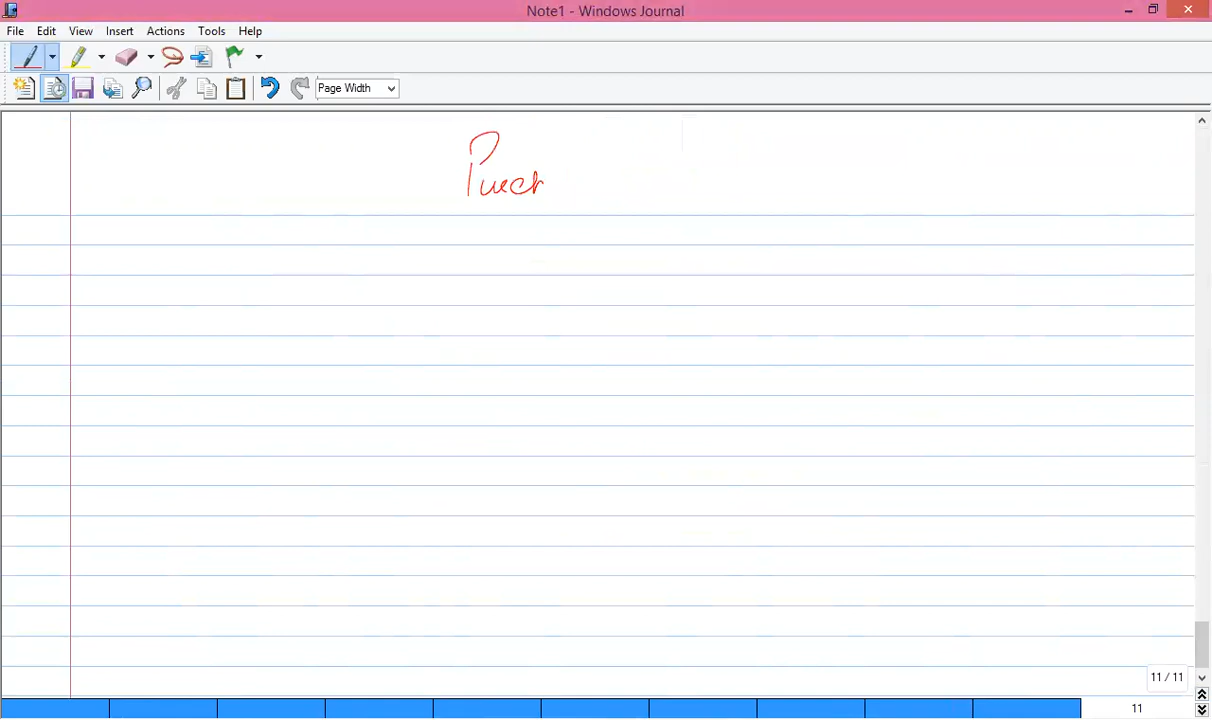 Note1 - Windows Journal
File Edit View Insert Actions Tools Help
Page Width
11 / 11
11